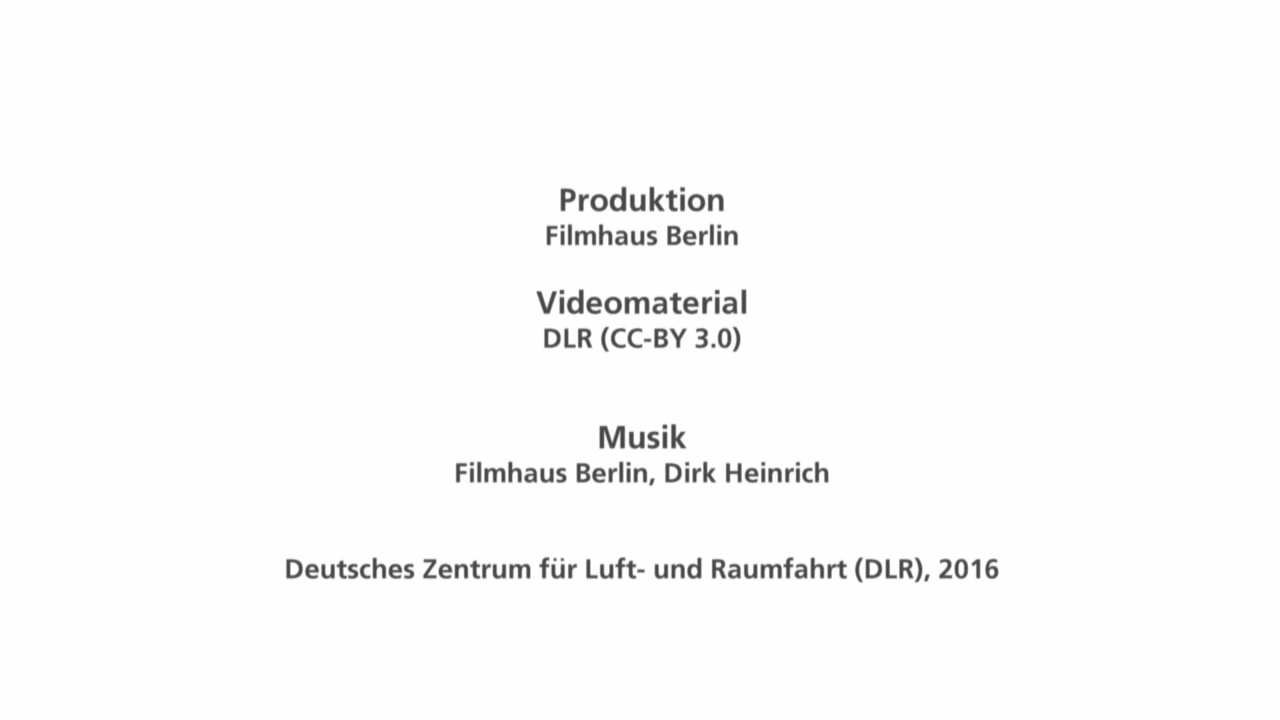 Produktion
Filmhaus Berlin
Videomaterial
DLR (CC-BY 3.0)
Musik
Filmhaus Berlin, Dirk Heinrich
Deutsches Zentrum für Luft- und Raumfahrt (DLR), 2016